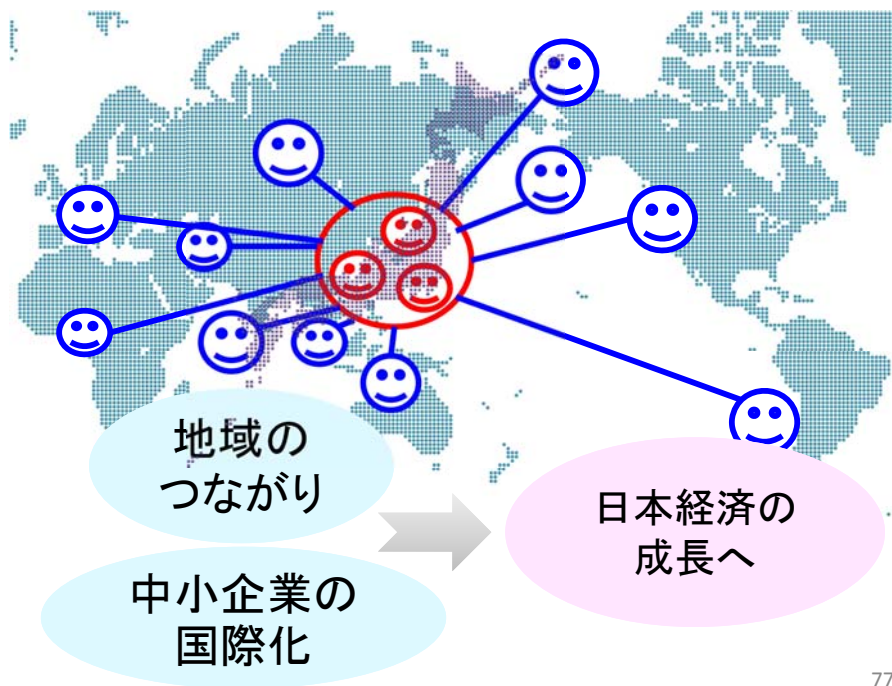 地域の
つながり
中小企業の
国際化
日本経済の
成長へ
77